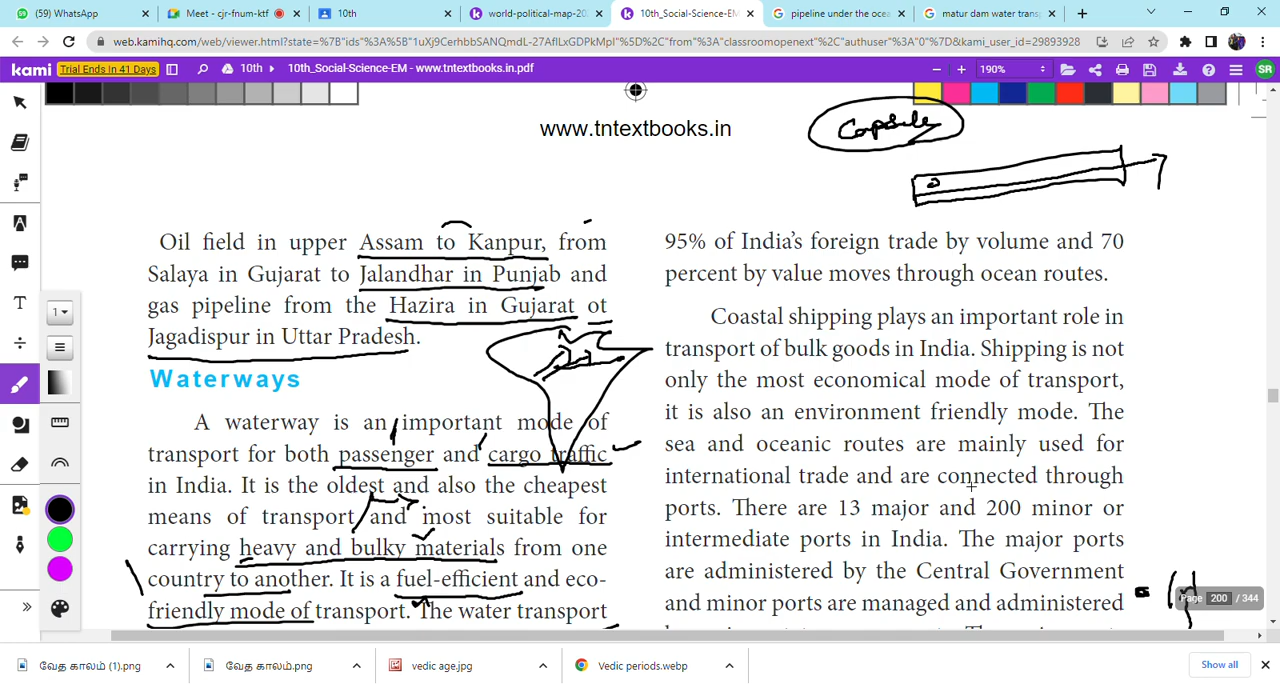 (59) WhatsApp
Meet - cjr-fnum-ktf
10th
world-political-map-202
10th_Social-Science-EM
pipeline under the ocea
matur dam water trans
web.kamihq.com/web/viewer.html?state=%7B"ids"%3A%5B"1uXj9CerhbbSANQmdL-27AflLxGDPkMpl"%5D%2C"from"%3A"classroomopenext"%2C"authuser"%3A"0"%7D&kami_user_id=29893928
kami Trial Ends In 41 Days 10th 10th_Social-Science-EM - www.tntextbooks.in.pdf 190% SR
www.tntextbooks.in
Capsule
Oil field in upper Assam to Kanpur, from
Salaya in Gujarat to Jalandhar in Punjab and
gas pipeline from the Hazira in Gujarat ot
Jagadispur in Uttar Pradesh.
Waterways
A waterway is an important mode of
transport for both passenger and cargo traffic
in India. It is the oldest and also the cheapest
means of transport and most suitable for
carrying heavy and bulky materials from one
country to another. It is a fuel-efficient and eco-
friendly mode of transport. The water transport
95% of India's foreign trade by volume and 70
percent by value moves through ocean routes.
Coastal shipping plays an important role in
transport of bulk goods in India. Shipping is not
only the most economical mode of transport,
it is also an environment friendly mode. The
sea and oceanic routes are mainly used for
international trade and are connected through
ports. There are 13 major and 200 minor or
intermediate ports in India. The major ports
are administered by the Central Government
and minor ports are managed and administered
Page 200 / 344
1
வேத காலம் (1).png
வேத காலம்.png
vedic age.jpg
Vedic periods.webp
Show all